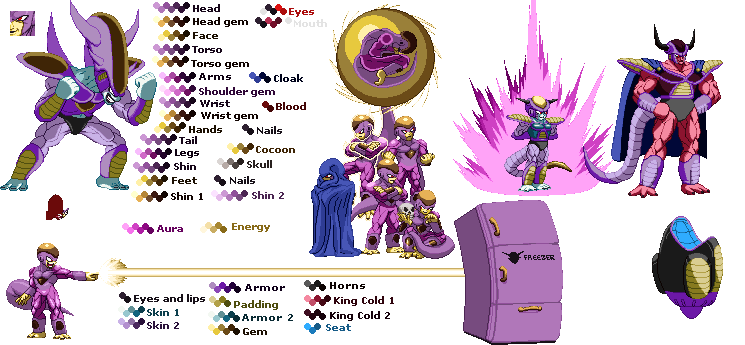 Head
Eyes
Head gem
Mouth
Face
Torso
Torso gem
Arms
Cloak
Shoulder gem
Wrist
Blood
Wrist gem
Hands
Nails
Tail
Legs
Cocoon
Shin
Skull
Feet
Nails
Shin 1
Shin 2
Aura
Energy
FREEZER
Eyes and lips
Armor
Horns
Skin 1
Padding
King Cold 1
Skin 2
Armor 2
King Cold 2
Gem
Seat